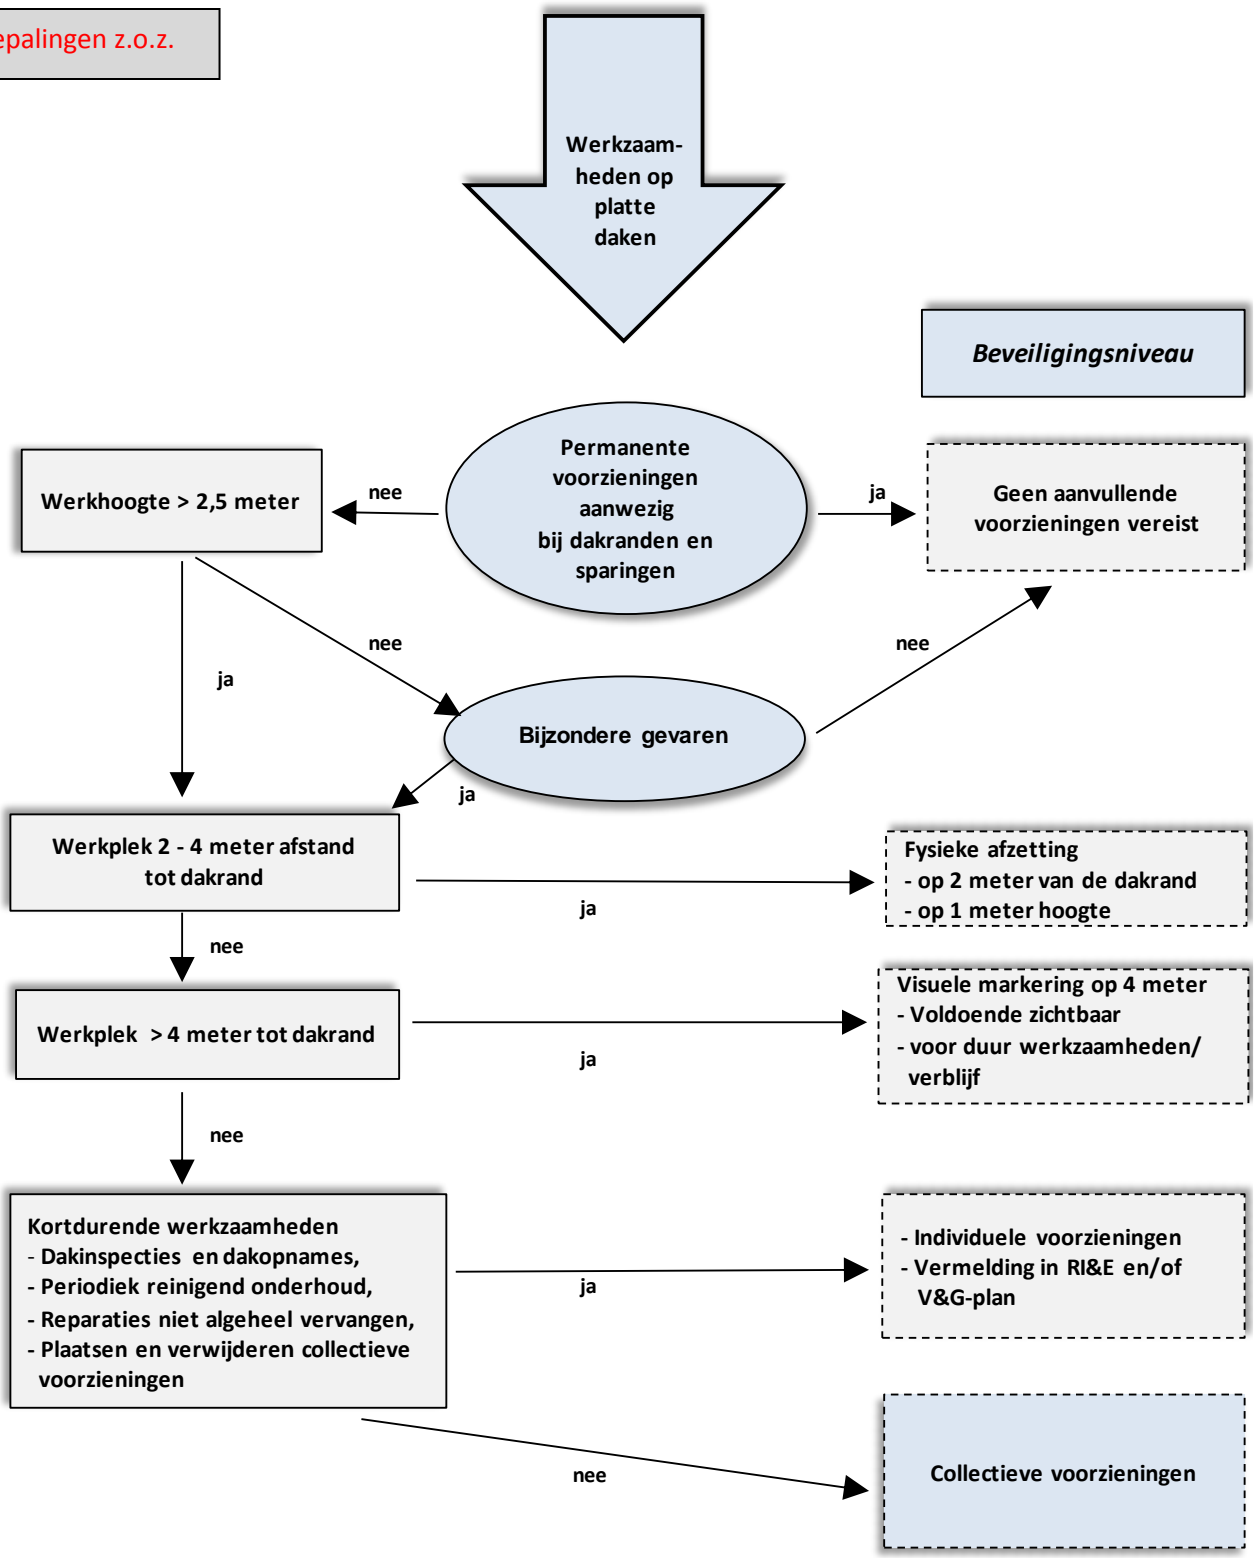 epalingen z.o.z.
Werkzaam-
heden op
platte
daken
Beveiligingsniveau
Permanente
voorzieningen
aanwezig
bij dakranden en
sparingen
nee
ja
Werkhoogte > 2,5 meter
Geen aanvullende
voorzieningen vereist
nee
nee
ja
Bijzondere gevaren
ja
Werkplek 2 - 4 meter afstand
tot dakrand
ja
Fysieke afzetting
- op 2 meter van de dakrand
- op 1 meter hoogte
nee
Werkplek > 4 meter tot dakrand
ja
Visuele markering op 4 meter
- Voldoende zichtbaar
- voor duur werkzaamheden/
verblijf
nee
Kortdurende werkzaamheden
- Dakinspecties en dakopnames,
- Periodiek reinigend onderhoud,
- Reparaties niet algeheel vervangen,
- Plaatsen en verwijderen collectieve
voorzieningen
ja
- Individuele voorzieningen
- Vermelding in RI&E en/of
V&G-plan
nee
Collectieve voorzieningen